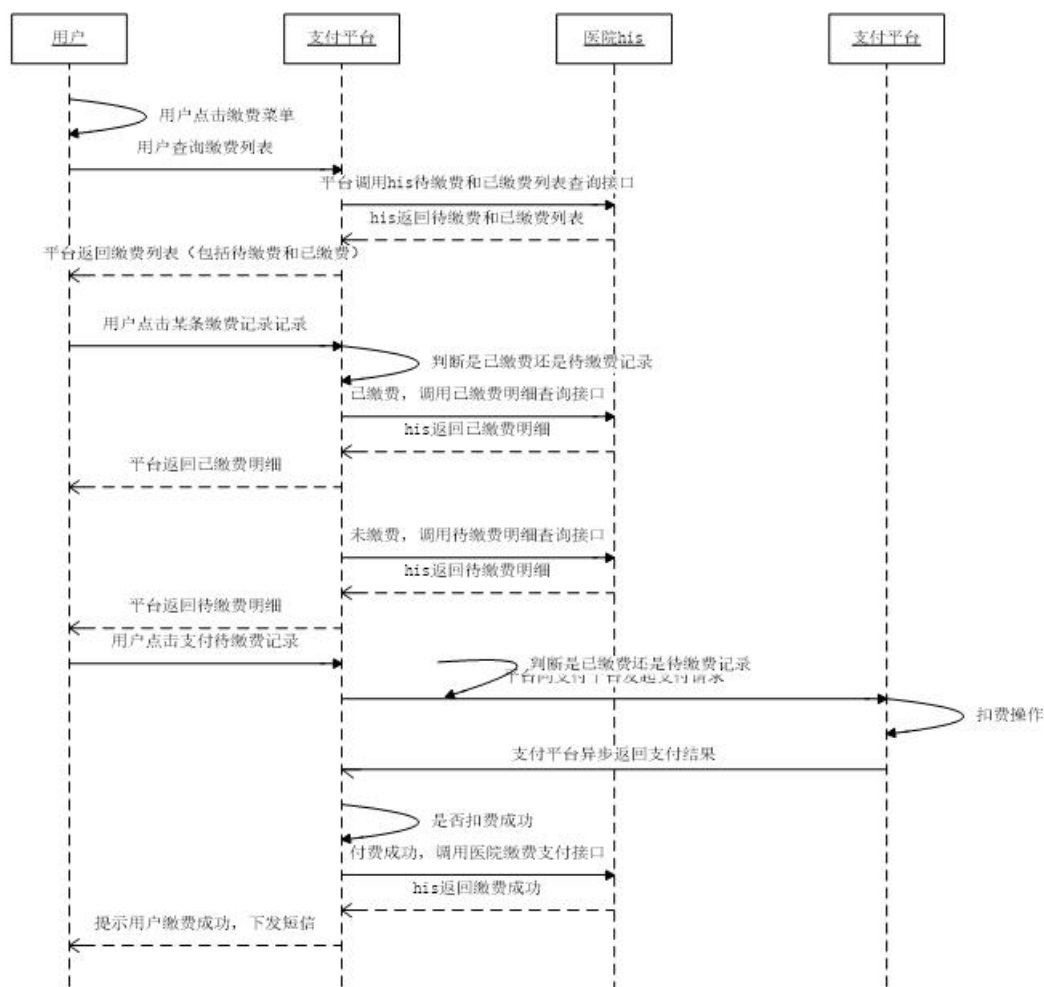 用户
支付平台
医院his
支付平台
用户点击缴费菜单
用户查询缴费列表
平台调用his待缴费和已缴费列表查询接口
his返回待缴费和已缴费列表
平台返回缴费列表（包括待缴费和已缴费）
用户点击某条缴费记录记录
判断是已缴费还是待缴费记录
已缴费，调用已缴费明细查询接口
his返回已缴费明细
平台返回已缴费明细
未缴费，调用待缴费明细查询接口
his返回待缴费明细
平台返回待缴费明细
用户点击支付待缴费记录
判断是已缴费还是待缴费记录
平台向支付平台发起支付请求
扣费操作
支付平台异步返回支付结果
是否扣费成功
付费成功，调用医院缴费支付接口
his返回缴费成功
提示用户缴费成功，下发短信